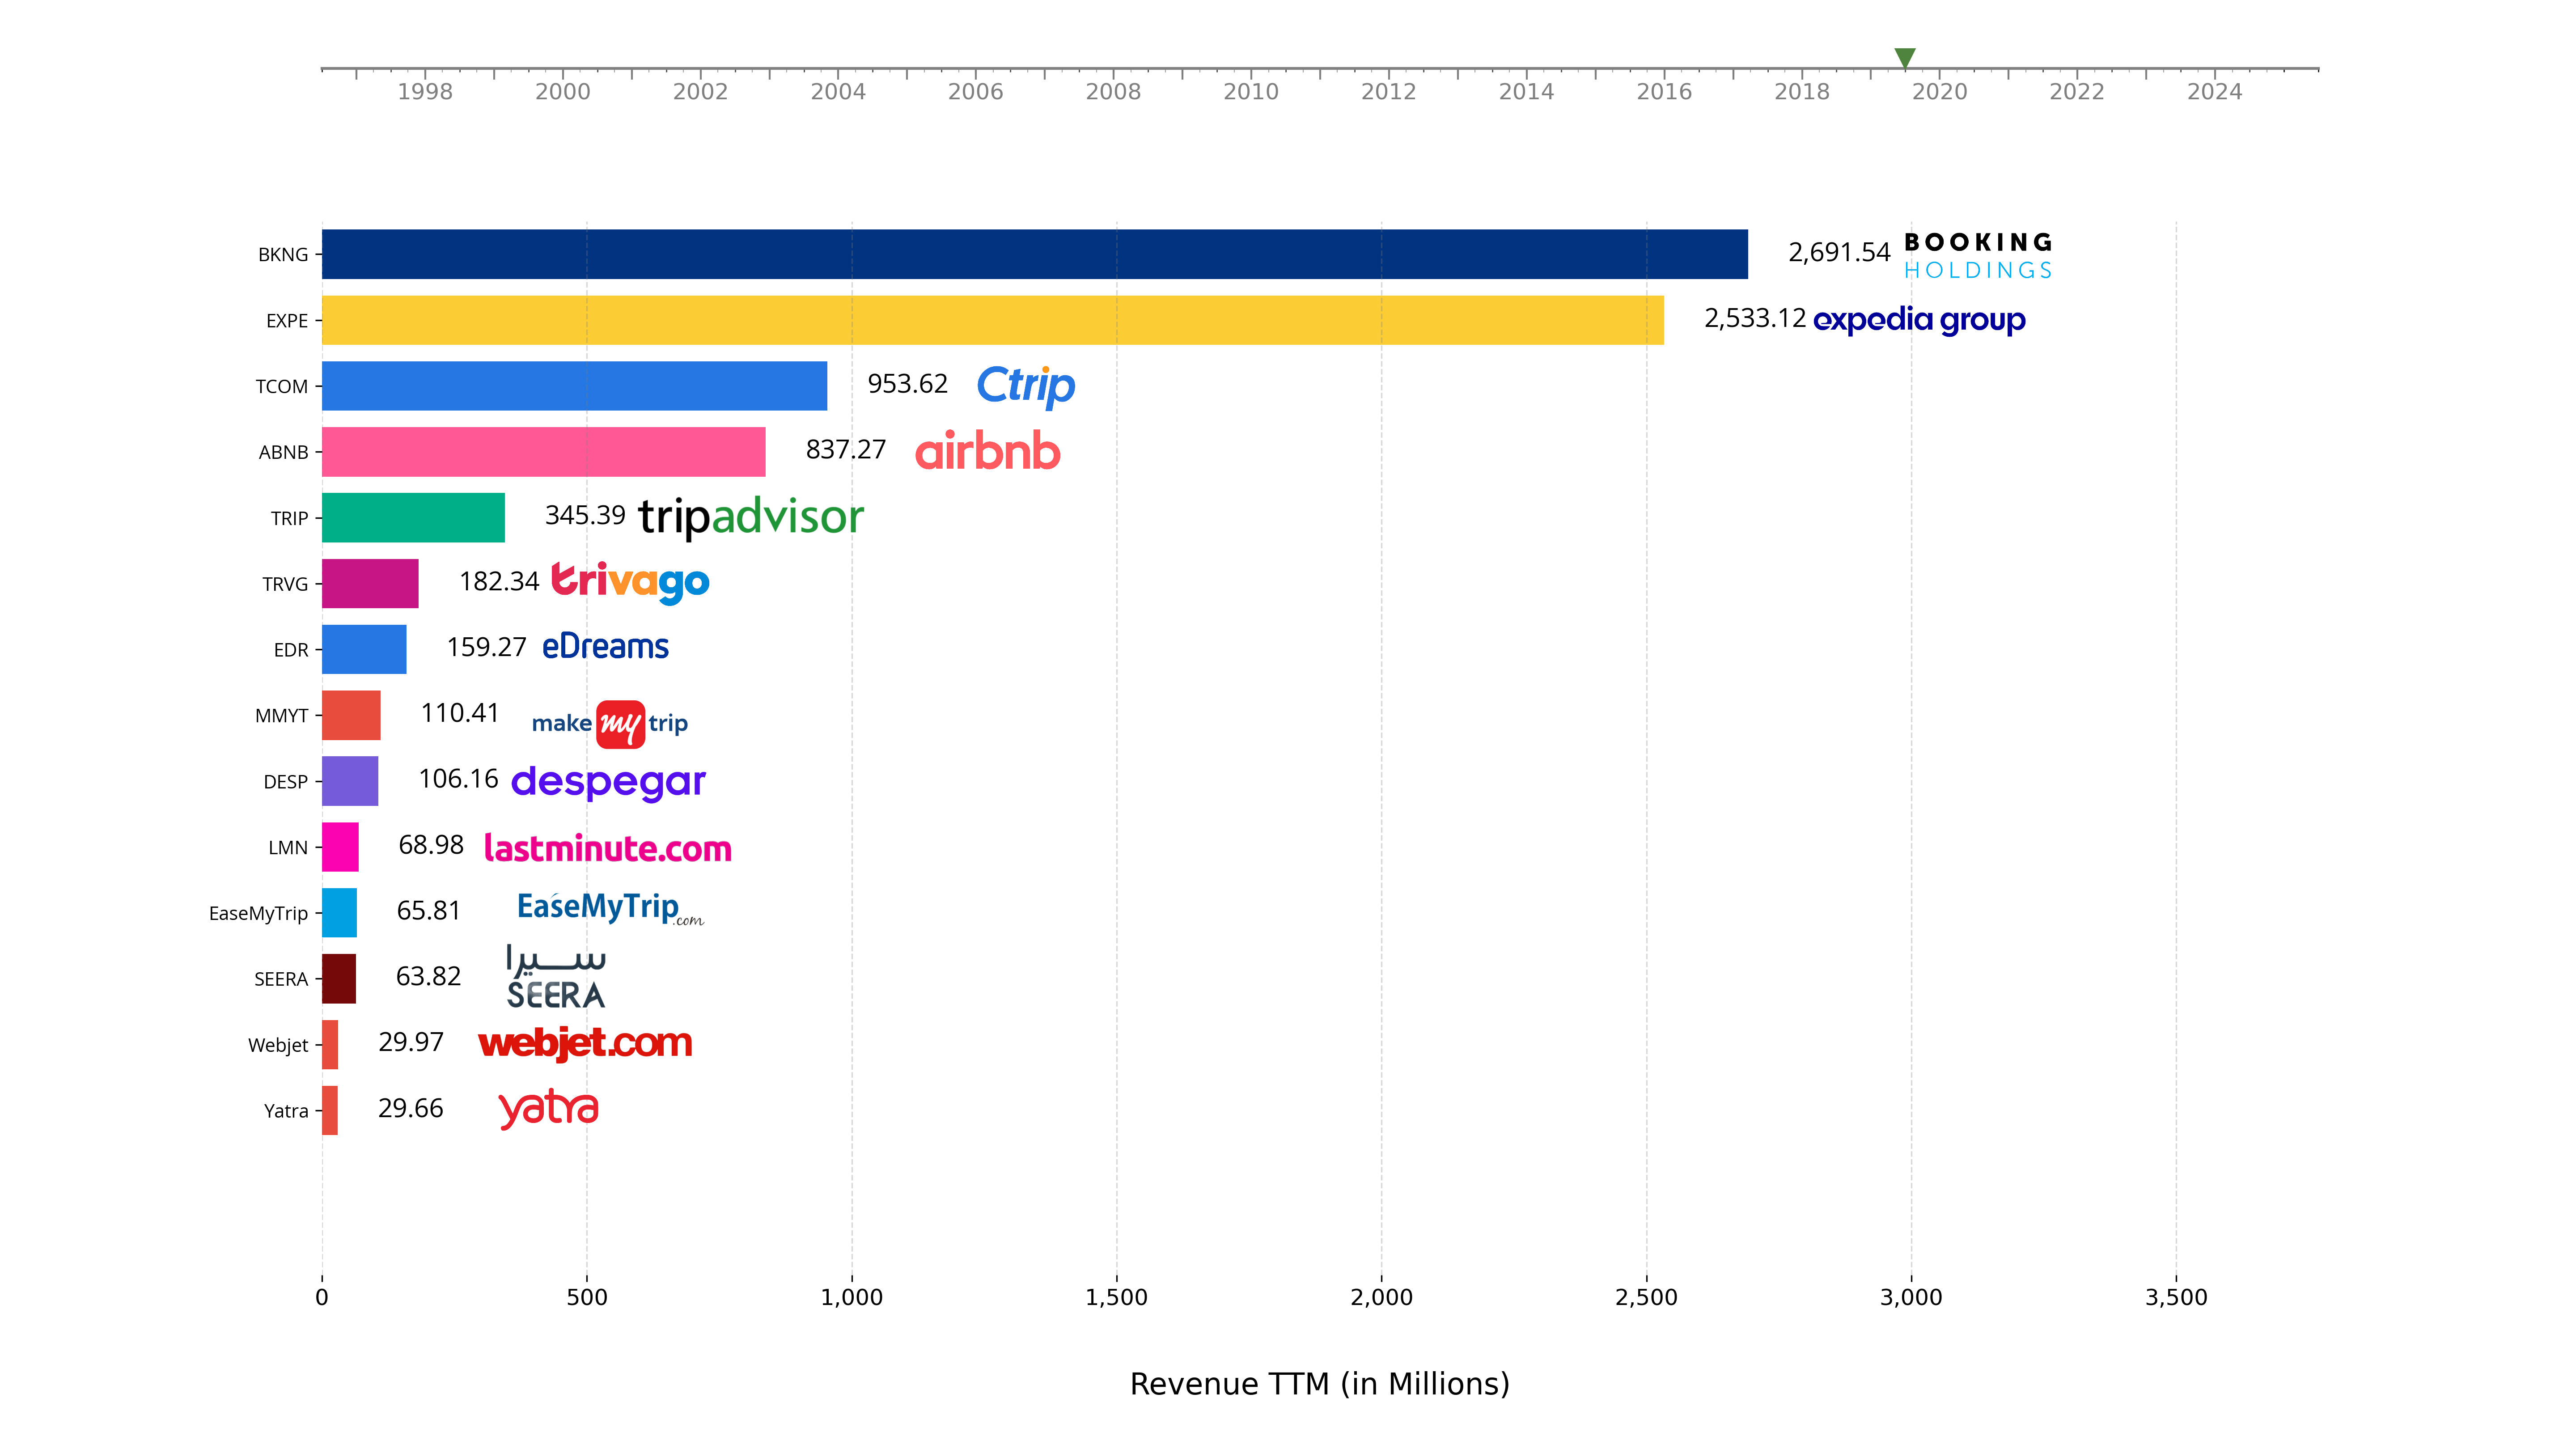 1998 2000 2002 2004 2006 2008 2010 2012 2014 2016 2018 2020 2022 2024
BKNG 2,691.54 BOOKING
HOLDINGS
EXPE 2,533.12 expedia group
TCOM 953.62 Ctrip
ABNB 837.27 airbnb
TRIP 345.39 tripadvisor
TRVG 182.34 trivago
EDR 159.27 eDreams
MMYT 110.41 make my trip
DESP 106.16 despegar
LMN 68.98 lastminute.com
EaseMyTrip 65.81 EaseMyTrip.com
سيرا
SEERA 63.82 SEERA
Webjet 29.97 webjet.com
Yatra 29.66 yatra
0 500 1,000 1,500 2,000 2,500 3,000 3,500
Revenue TTM (in Millions)